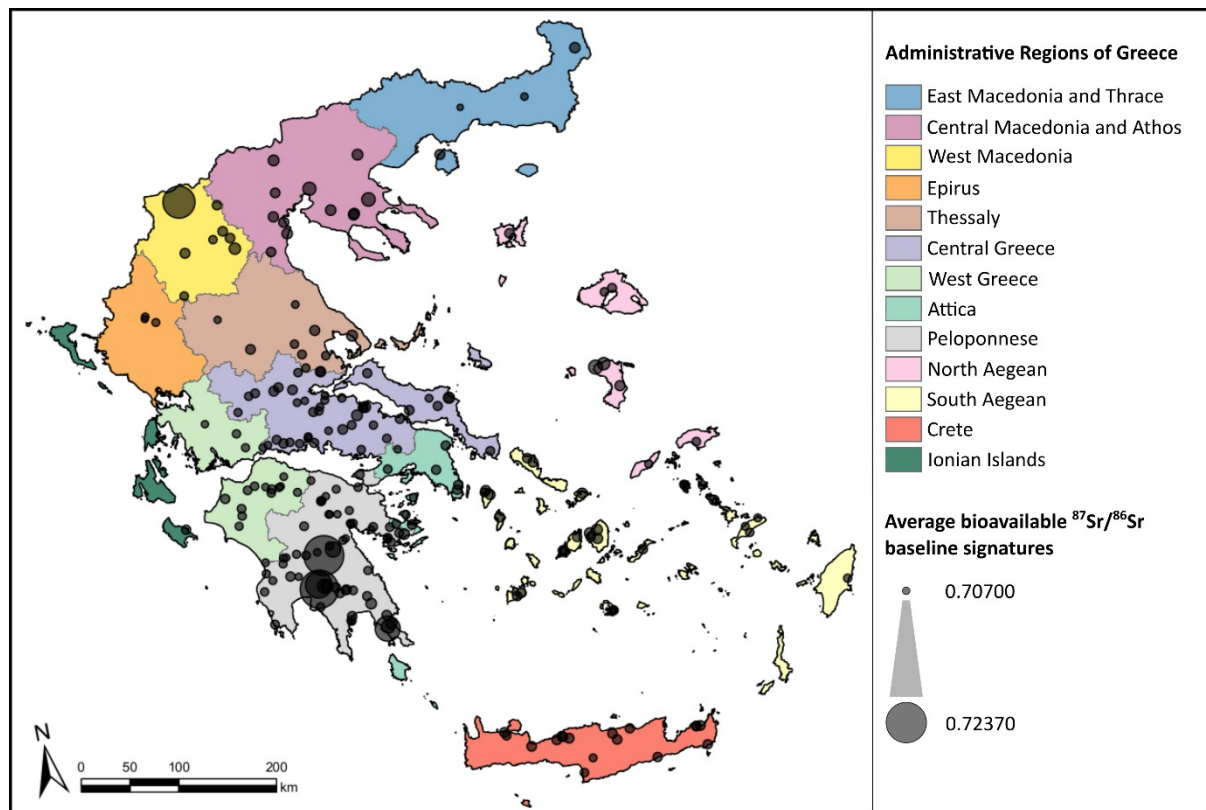 Administrative Regions of Greece
East Macedonia and Thrace
Central Macedonia and Athos
West Macedonia
Epirus
Thessaly
Central Greece
West Greece
Attica
Peloponnese
North Aegean
South Aegean
Crete
Ionian Islands
Average bioavailable ⁸⁷Sr/⁸⁶Sr
baseline signatures
0.70700
0.72370
N
0 50 100 200
km